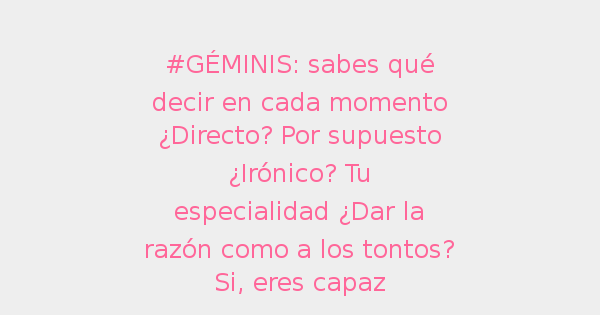 #GÉMINIS: sabes qué
decir en cada momento
¿Directo? Por supuesto
¿Irónico? Tu
especialidad ¿Dar la
razón como a los tontos?
Si, eres capaz